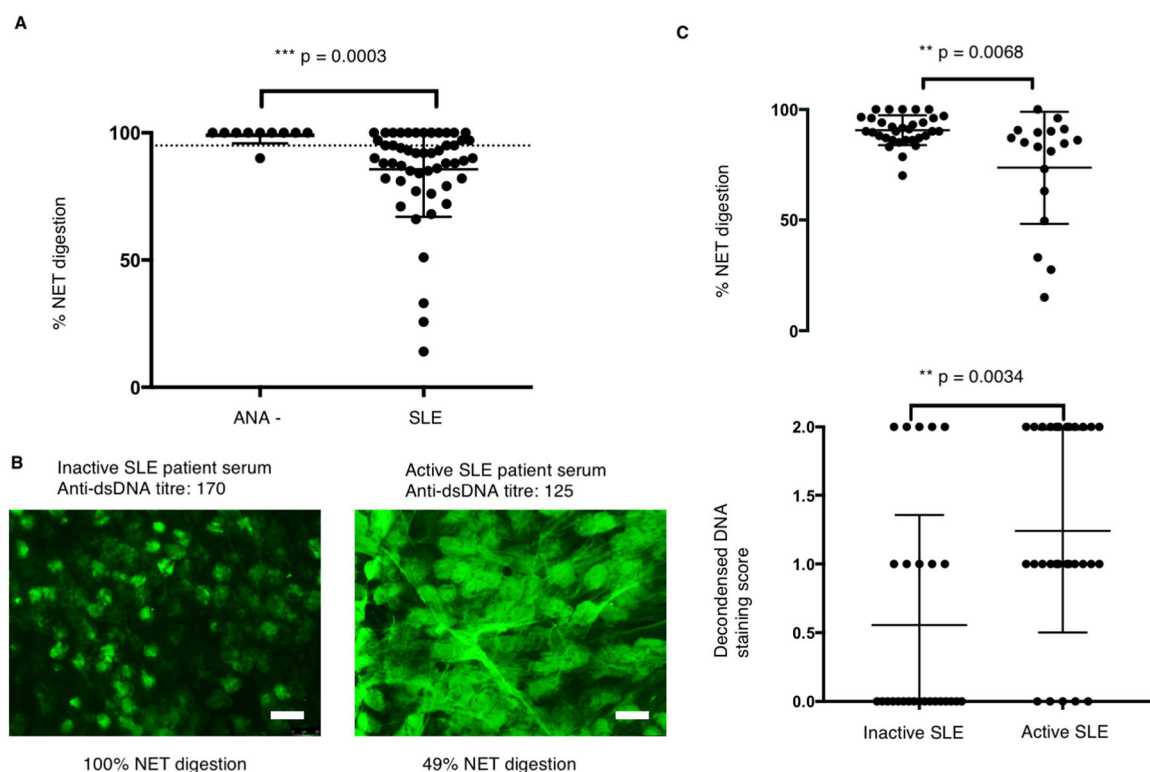 A
*** p = 0.0003
100
50
0
% NET digestion
ANA -
SLE
B
Inactive SLE patient serum
Anti-dsDNA titre: 170
Active SLE patient serum
Anti-dsDNA titre: 125
100% NET digestion
49% NET digestion
C
** p = 0.0068
100
50
0
% NET digestion
** p = 0.0034
2.0
1.5
1.0
0.5
0.0
Decondensed DNA
staining score
Inactive SLE
Active SLE